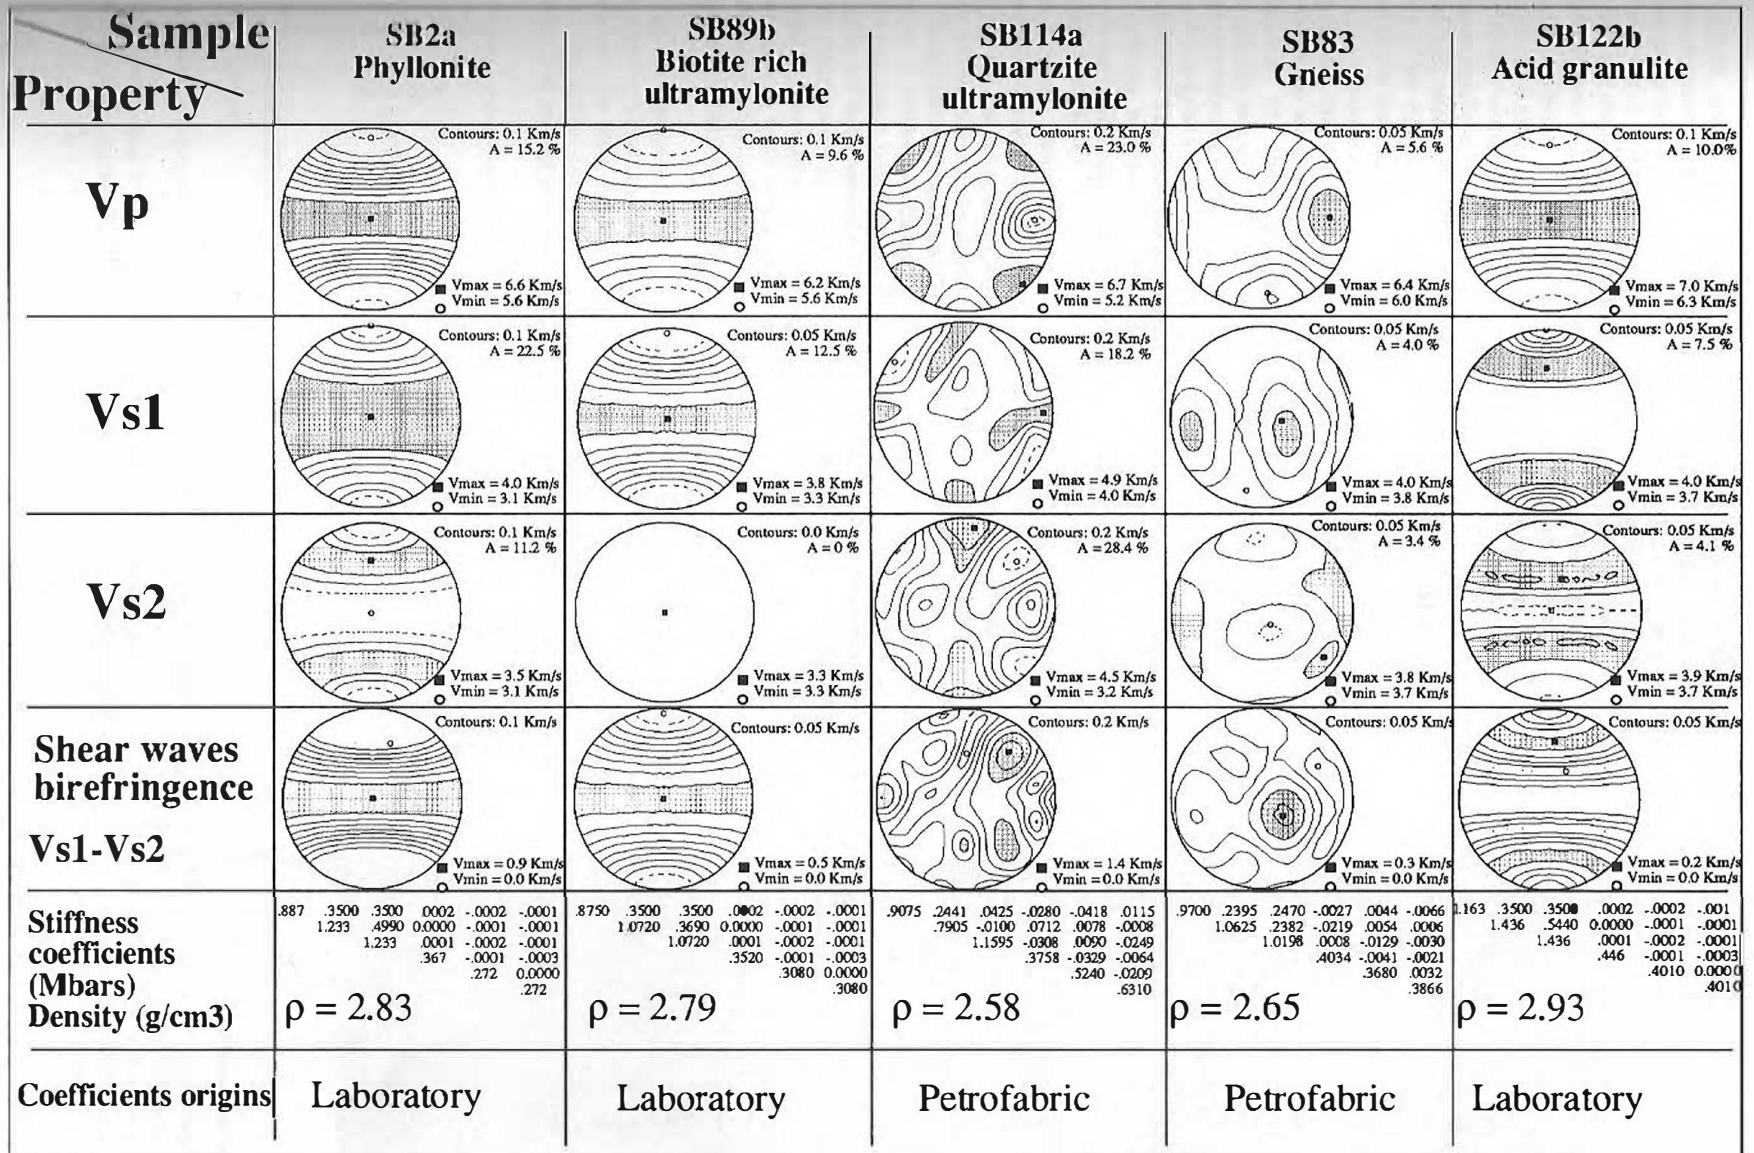 Sample
Property
SB2a
Phyllonite
SB89b
Biotite rich
ultramylonite
SB114a
Quartzite
ultramylonite
SB83
Gneiss
SB122b
Acid granulite
Vp
Contours: 0.1 Km/s
A = 15.2 %
Vmax = 6.6 Km/s
Vmin = 5.6 Km/s
Contours: 0.1 Km/s
A = 9.6 %
Vmax = 6.2 Km/s
Vmin = 5.6 Km/s
Contours: 0.2 Km/s
A = 23.0 %
Vmax = 6.7 Km/s
Vmin = 5.2 Km/s
Contours: 0.05 Km/s
A = 5.6 %
Vmax = 6.4 Km/s
Vmin = 6.0 Km/s
Contours: 0.1 Km/s
A = 10.0%
Vmax = 7.0 Km/s
Vmin = 6.3 Km/s
Vs1
Contours: 0.1 Km/s
A = 22.5 %
Vmax = 4.0 Km/s
Vmin = 3.1 Km/s
Contours: 0.05 Km/s
A = 12.5 %
Vmax = 3.8 Km/s
Vmin = 3.3 Km/s
Contours: 0.2 Km/s
A = 18.2 %
Vmax = 4.9 Km/s
Vmin = 4.0 Km/s
Contours: 0.05 Km/s
A = 4.0 %
Vmax = 4.0 Km/s
Vmin = 3.8 Km/s
Contours: 0.05 Km/s
A = 7.5 %
Vmax = 4.0 Km/s
Vmin = 3.7 Km/s
Vs2
Contours: 0.1 Km/s
A = 11.2 %
Vmax = 3.5 Km/s
Vmin = 3.1 Km/s
Contours: 0.0 Km/s
A = 0 %
Vmax = 3.3 Km/s
Vmin = 3.3 Km/s
Contours: 0.2 Km/s
A = 28.4 %
Vmax = 4.5 Km/s
Vmin = 3.2 Km/s
Contours: 0.05 Km/s
A = 3.4 %
Vmax = 3.8 Km/s
Vmin = 3.7 Km/s
Contours: 0.05 Km/s
A = 4.1 %
Vmax = 3.9 Km/s
Vmin = 3.7 Km/s
Shear waves
birefringence
Vs1-Vs2
Contours: 0.1 Km/s
Vmax = 0.9 Km/s
Vmin = 0.0 Km/s
Contours: 0.05 Km/s
Vmax = 0.5 Km/s
Vmin = 0.0 Km/s
Contours: 0.2 Km/s
Vmax = 1.4 Km/s
Vmin = 0.0 Km/s
Contours: 0.05 Km/s
Vmax = 0.3 Km/s
Vmin = 0.0 Km/s
Contours: 0.05 Km/s
Vmax = 0.2 Km/s
Vmin = 0.0 Km/s
Stiffness
coefficients
(Mbars)
Density (g/cm3)
.887 .3500 .3500 .0002 -.0002 -.0001
1.233 .4990 0.0000 -.0001 -.0001
1.233 .0001 -.0002 -.0001
.367 -.0001 -.0003
.272 0.0000
.272
ρ = 2.83
.8750 .3500 .3500 .0002 -.0002 -.0001
1.0720 .3690 0.0000 -.0001 -.0001
1.0720 .0001 -.0002 -.0001
.3520 -.0001 -.0003
.3080 0.0000
.3080
ρ = 2.79
.9075 .2441 .0425 -.0280 -.0418 .0115
.7905 -.0100 .0712 .0078 -.0008
1.1595 -.0308 .0090 -.0249
.3758 -.0329 -.0064
.5240 -.0209
.6310
ρ = 2.58
.9700 .2395 .2470 -.0027 .0044 -.0066
1.0625 .2382 -.0219 .0054 .0006
1.0198 .0008 -.0129 -.0030
.4034 -.0041 -.0021
.3680 .0032
.3866
ρ = 2.65
1.163 .3500 .3500 .0002 -.0002 -.001
1.436 .5440 0.0000 -.0001 -.0001
1.436 .0001 -.0002 -.0001
.446 -.0001 -.0003
.4010 0.0000
.4010
ρ = 2.93
Coefficients origins
Laboratory
Laboratory
Petrofabric
Petrofabric
Laboratory